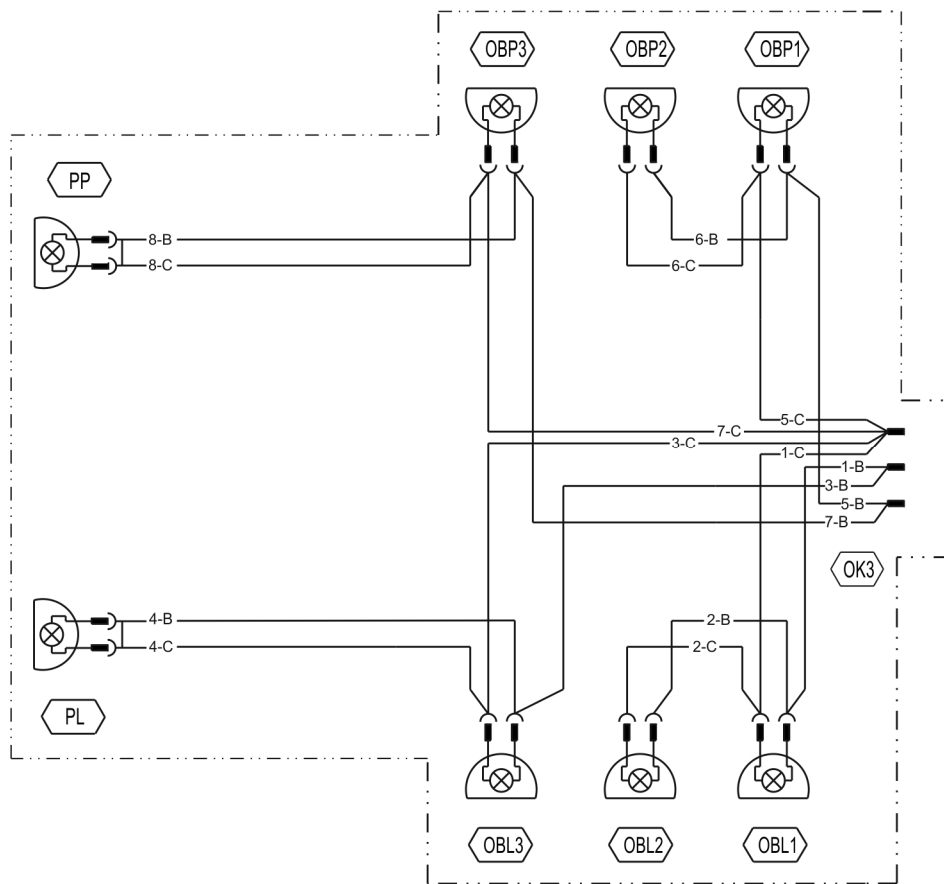 OBP3
OBP2
OBP1
PP
8-B
6-B
8-C
6-C
5-C
7-C
3-C
1-C
1-B
3-B
5-B
7-B
OK3
4-B
2-B
4-C
2-C
PL
OBL3
OBL2
OBL1